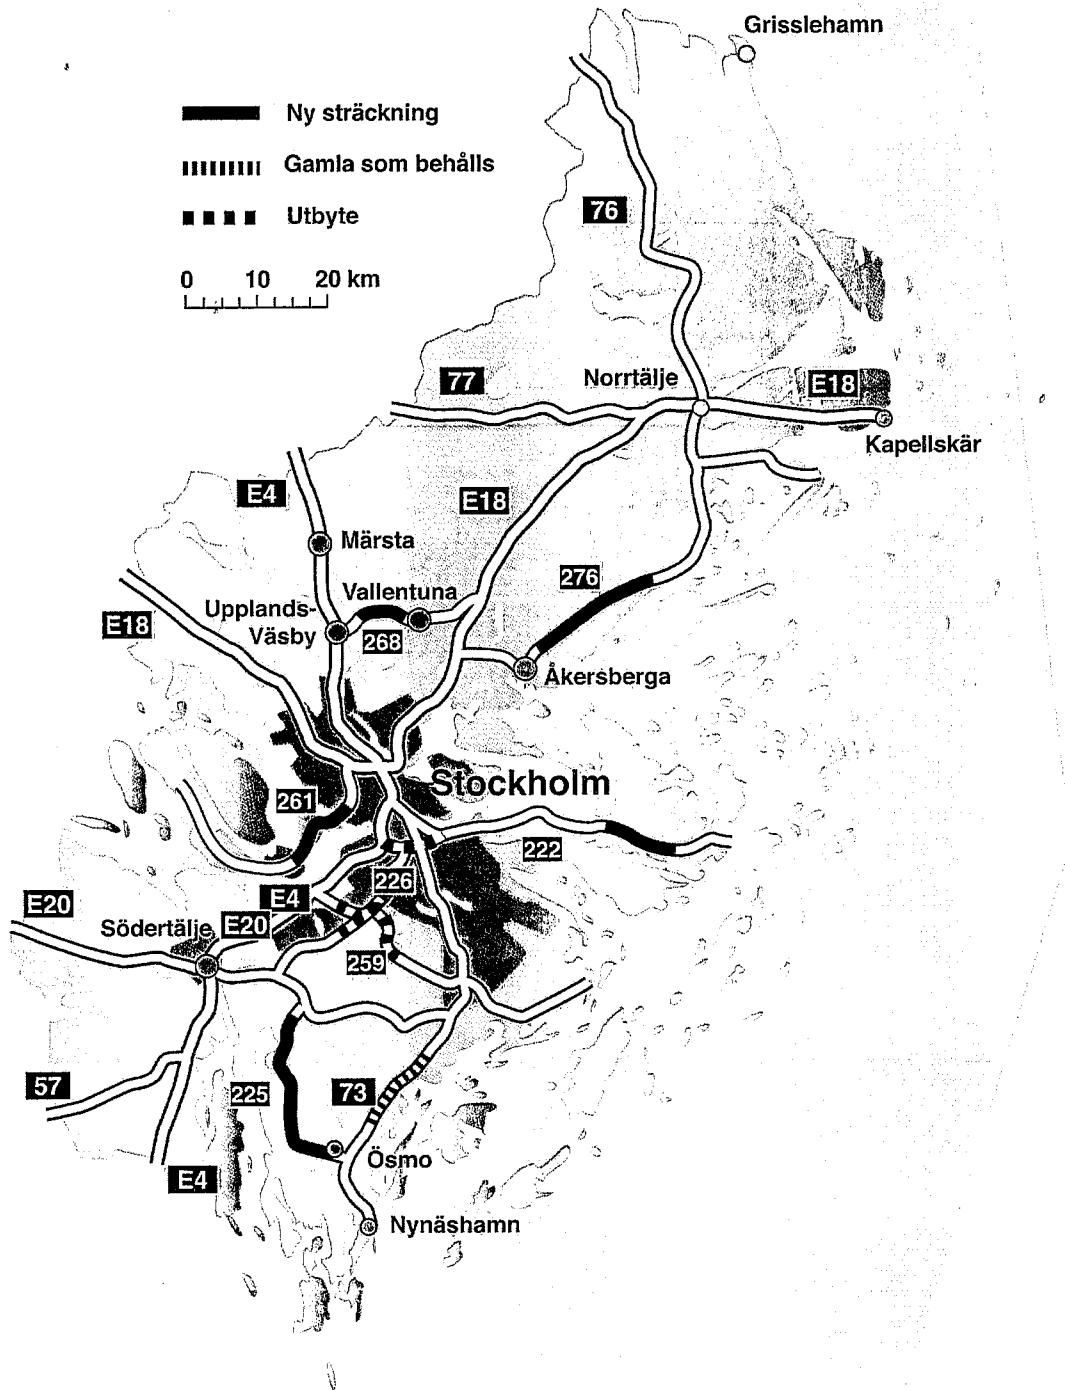 Grisslehamn
Ny sträckning
Gamla som behålls
Utbyte
0 10 20 km
76
77
Norrtälje
E18
Kapellskär
E4
E18
Märsta
276
Vallentuna
Upplands-
Väsby
E18
268
Åkersberga
Stockholm
261
222
226
E4
E20
Södertälje
E20
259
57
225
73
Ösmo
E4
Nynäshamn